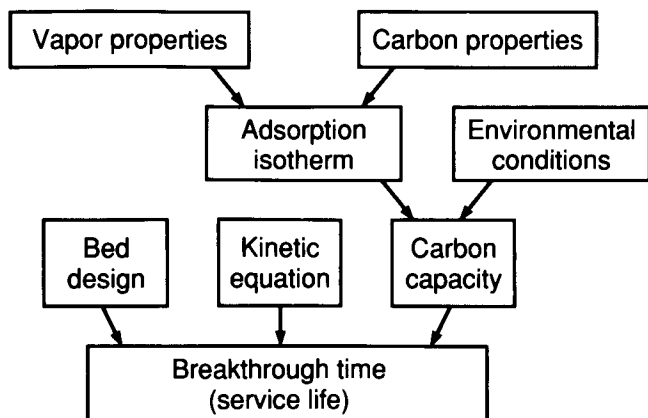 Vapor properties
Carbon properties
Adsorption
isotherm
Environmental
conditions
Bed
design
Kinetic
equation
Carbon
capacity
Breakthrough time
(service life)